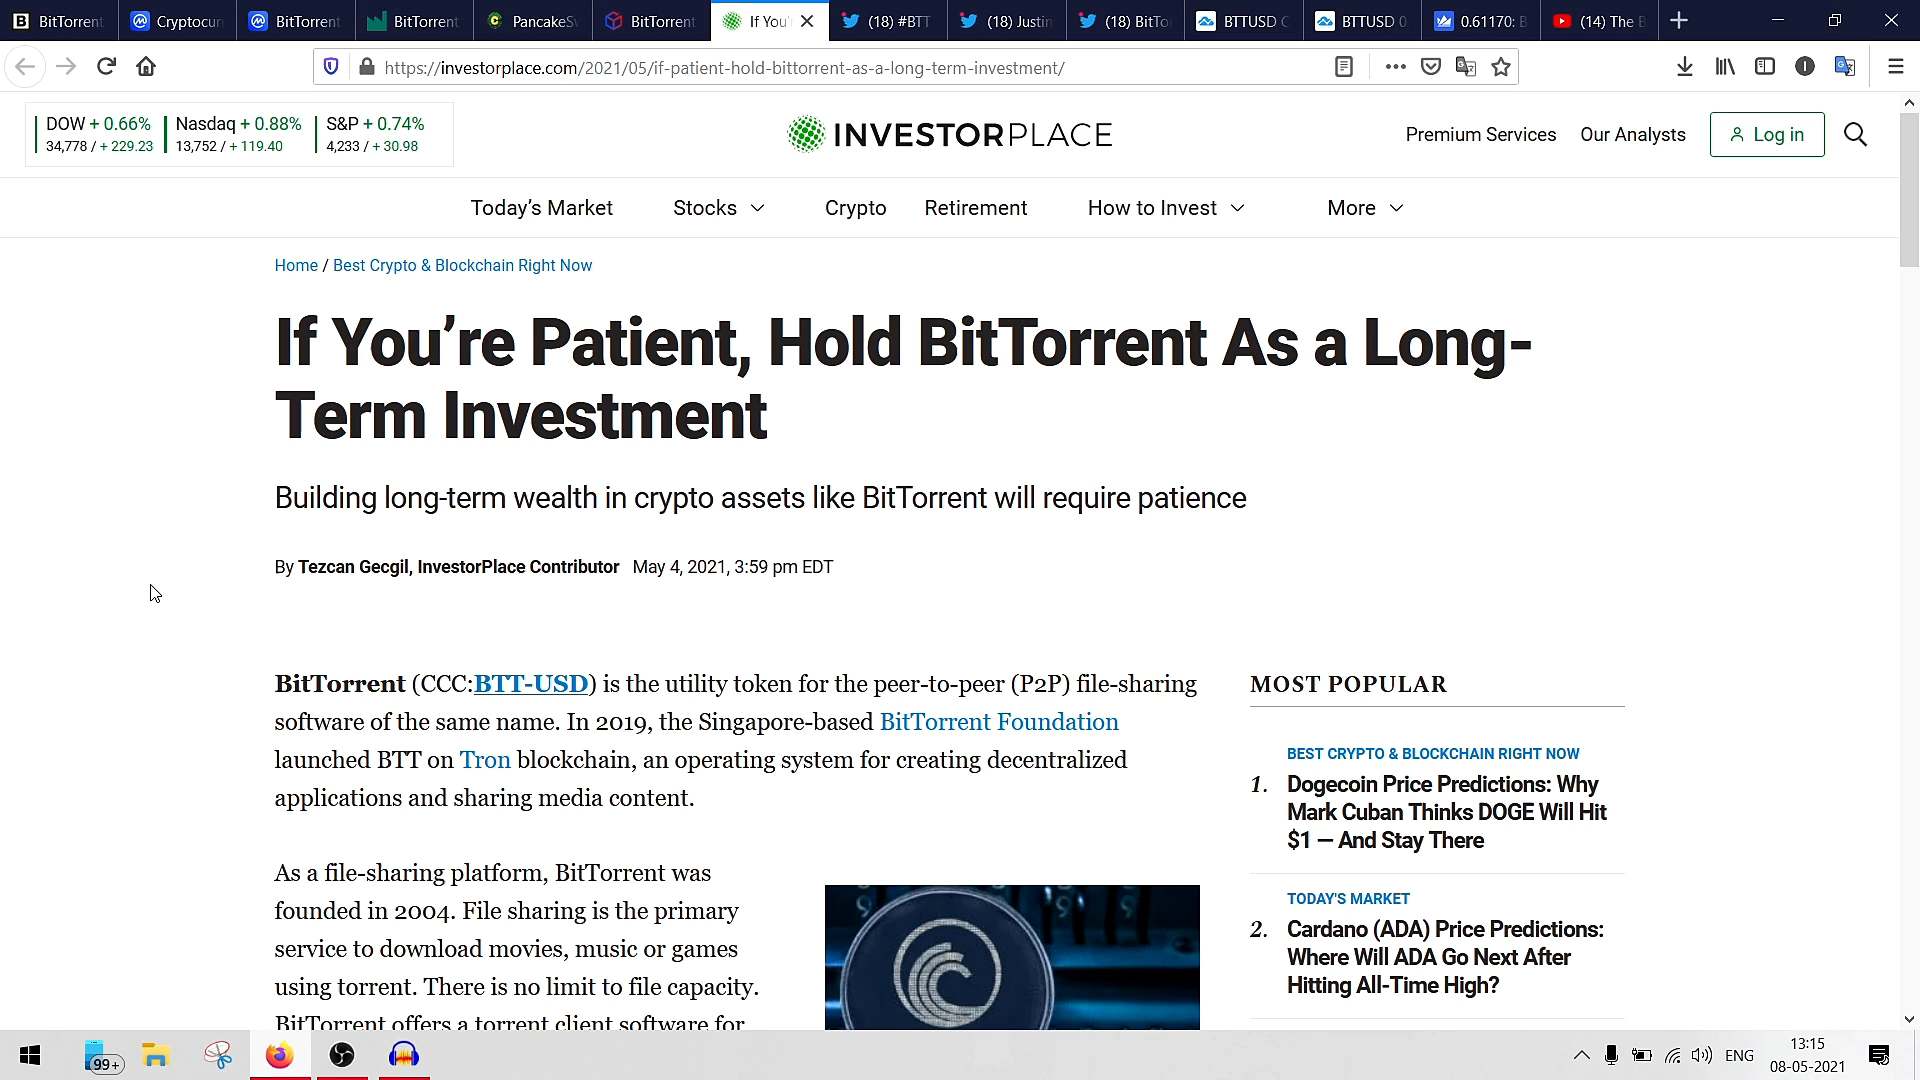 BitTorrent
Cryptocur
BitTorrent
BitTorrent
PancakeSw
BitTorrent
If You'
(18) #BTT
(18) Justin
(18) BitTo
BTTUSD
BTTUSD 0
0.61170: B
(14) The B
https://investorplace.com/2021/05/if-patient-hold-bittorrent-as-a-long-term-investment/
DOW + 0.66%
34,778 / + 229.23
Nasdaq + 0.88%
13,752 / + 119.40
S&P + 0.74%
4,233 / + 30.98
INVESTORPLACE
Premium Services
Our Analysts
Log in
Today’s Market
Stocks
Crypto
Retirement
How to Invest
More
Home / Best Crypto & Blockchain Right Now
If You’re Patient, Hold BitTorrent As a Long-
Term Investment
Building long-term wealth in crypto assets like BitTorrent will require patience
By Tezcan Gecgil, InvestorPlace Contributor May 4, 2021, 3:59 pm EDT
BitTorrent (CCC:BTT-USD) is the utility token for the peer-to-peer (P2P) file-sharing
software of the same name. In 2019, the Singapore-based BitTorrent Foundation
launched BTT on Tron blockchain, an operating system for creating decentralized
applications and sharing media content.
As a file-sharing platform, BitTorrent was
founded in 2004. File sharing is the primary
service to download movies, music or games
using torrent. There is no limit to file capacity.
BitTorrent offers a torrent client software for
MOST POPULAR
BEST CRYPTO & BLOCKCHAIN RIGHT NOW
1. Dogecoin Price Predictions: Why
Mark Cuban Thinks DOGE Will Hit
$1 — And Stay There
TODAY'S MARKET
2. Cardano (ADA) Price Predictions:
Where Will ADA Go Next After
Hitting All-Time High?
99+
ENG
13:15
08-05-2021